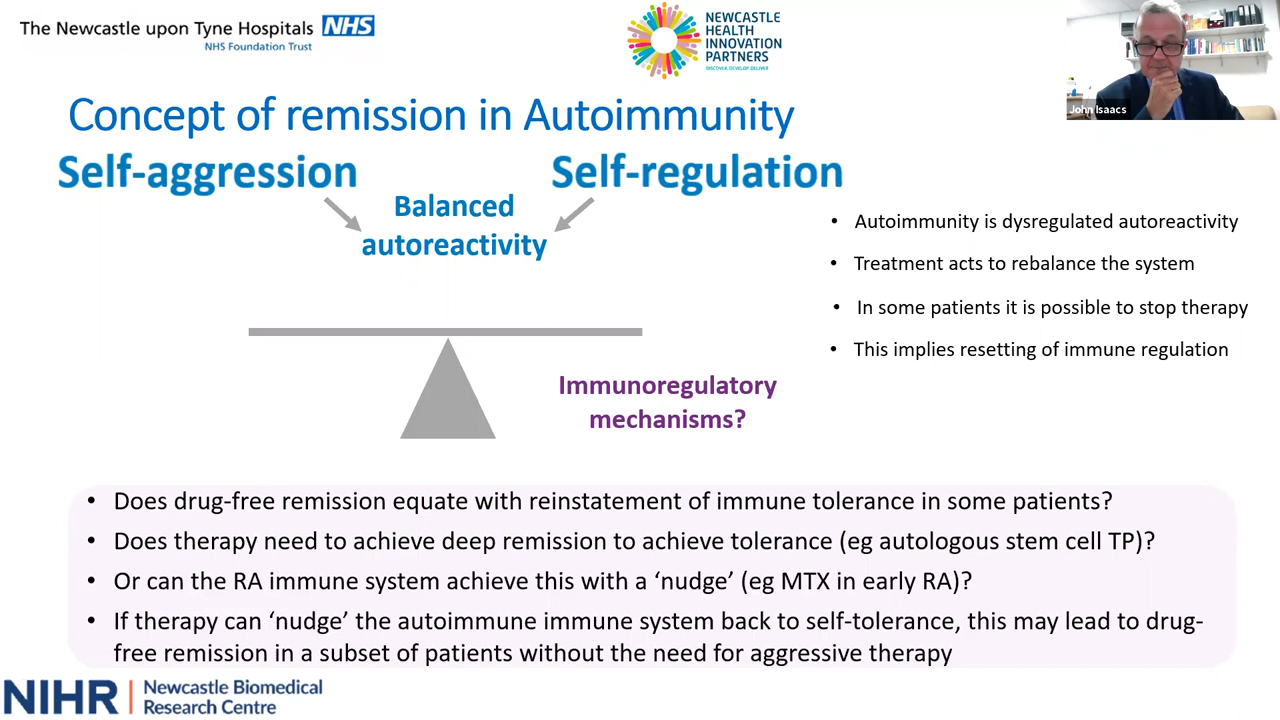 The Newcastle upon Tyne Hospitals NHS
NHS Foundation Trust
NEWCASTLE
HEALTH
INNOVATION
PARTNERS
DISCOVER. DEVELOP. DELIVER.
John Isaacs
Concept of remission in Autoimmunity
Self-aggression
Self-regulation
Balanced
autoreactivity
• Autoimmunity is dysregulated autoreactivity
• Treatment acts to rebalance the system
• In some patients it is possible to stop therapy
• This implies resetting of immune regulation
Immunoregulatory
mechanisms?
• Does drug-free remission equate with reinstatement of immune tolerance in some patients?
• Does therapy need to achieve deep remission to achieve tolerance (eg autologous stem cell TP)?
• Or can the RA immune system achieve this with a ‘nudge’ (eg MTX in early RA)?
• If therapy can ‘nudge’ the autoimmune immune system back to self-tolerance, this may lead to drug-
free remission in a subset of patients without the need for aggressive therapy
NIHR | Newcastle Biomedical
Research Centre